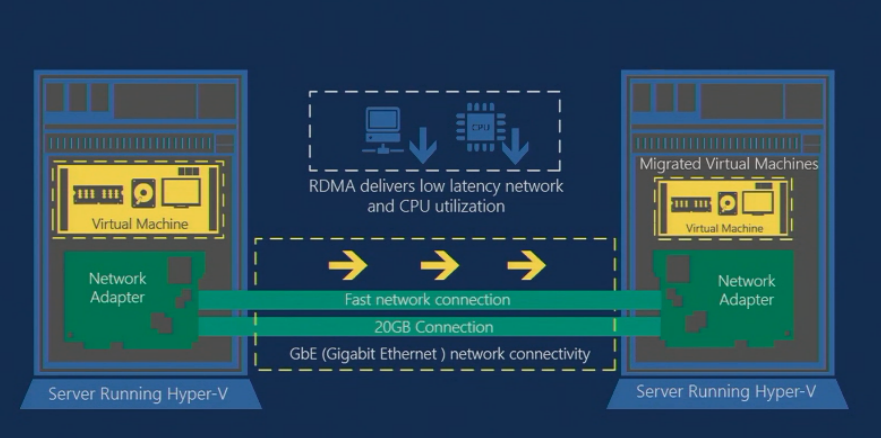 CPU
RDMA delivers low latency network
and CPU utilization
Migrated Virtual Machines
Virtual Machine
Virtual Machine
Network
Adapter
Network
Adapter
Fast network connection
20GB Connection
GbE (Gigabit Ethernet ) network connectivity
Server Running Hyper-V
Server Running Hyper-V